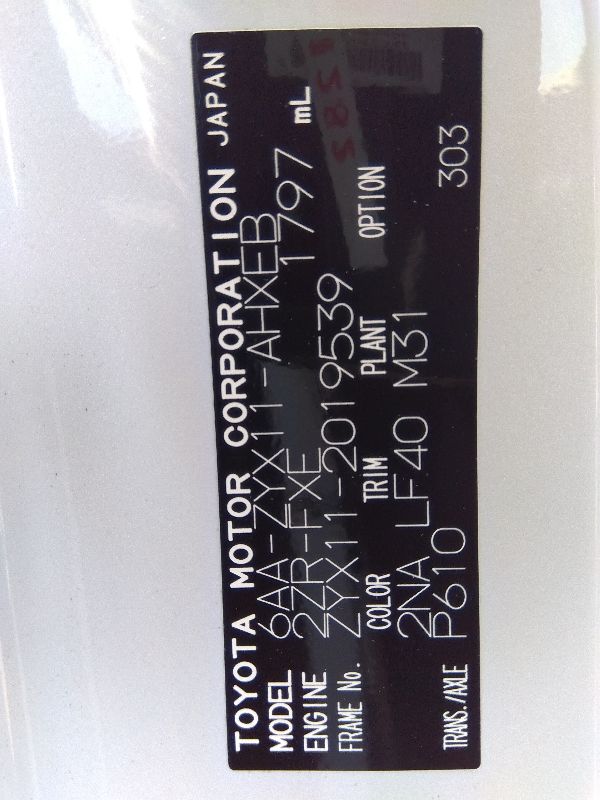 TOYOTA MOTOR CORPORATION JAPAN
MODEL 6AA-ZYX11-AHXEB
ENGINE 2ZR-FXE 1797 mL
FRAME No. ZYX11-2019539
COLOR TRIM PLANT OPTION
2NA LF40 M31
TRANS./AXLE P610 303